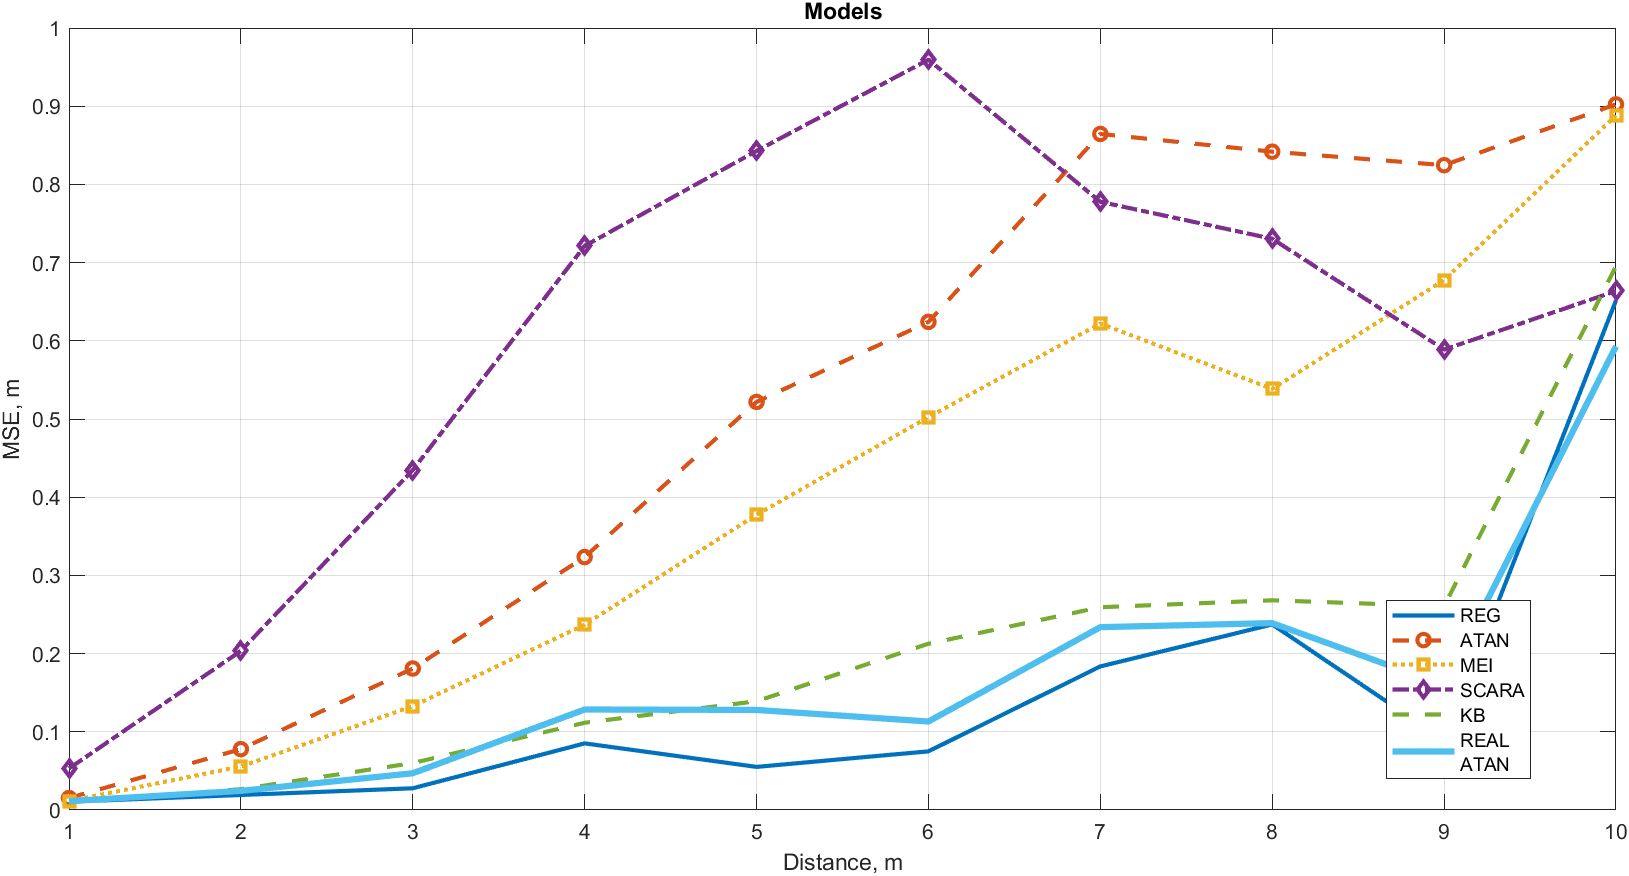 Models
1
0.9
0.8
0.7
0.6
0.5
0.4
0.3
0.2
0.1
0
MSE, m
1 2 3 4 5 6 7 8 9 10
Distance, m
REG
ATAN
MEI
SCARA
KB
REAL
ATAN